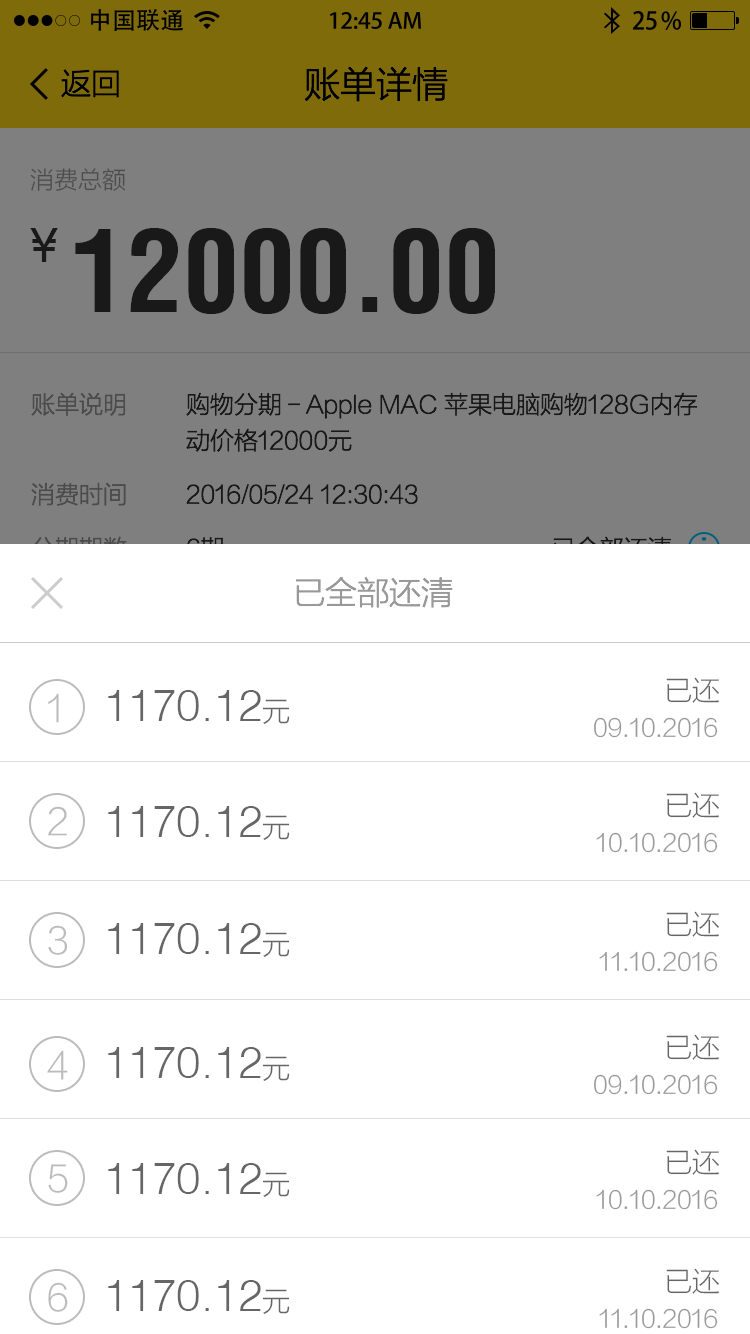 中国联通 12:45 AM 25%
返回 账单详情
消费总额
¥12000.00
账单说明 购物分期 – Apple MAC 苹果电脑购物128G内存
动价格12000元
消费时间 2016/05/24 12:30:43
已全部还清
已全部还清
1 1170.12元 已还
09.10.2016
2 1170.12元 已还
10.10.2016
3 1170.12元 已还
11.10.2016
4 1170.12元 已还
09.10.2016
5 1170.12元 已还
10.10.2016
6 1170.12元 已还
11.10.2016